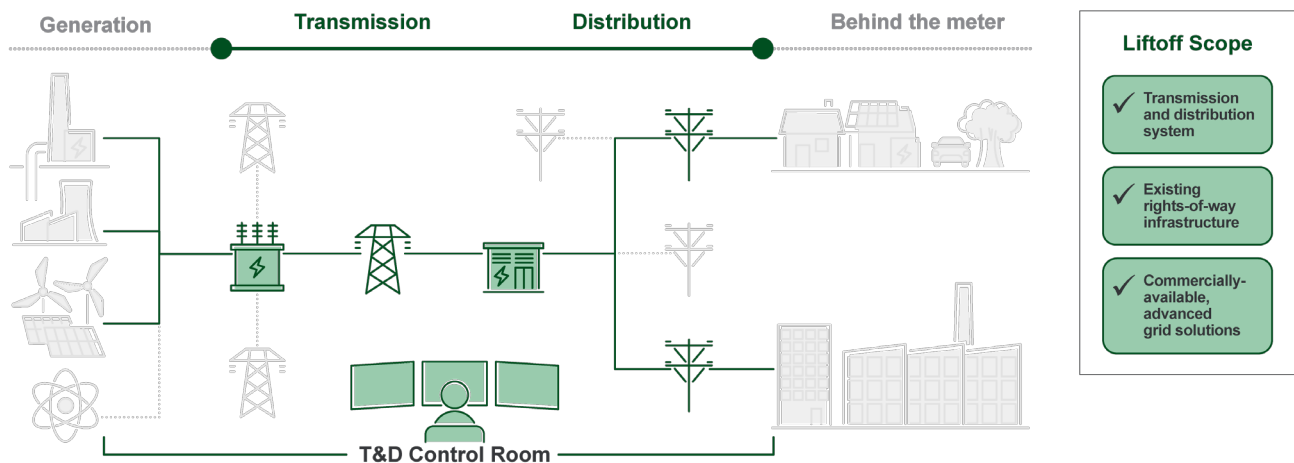 Generation
Transmission
Distribution
Behind the meter
Liftoff Scope
Transmission
and distribution
system
Existing
rights-of-way
infrastructure
Commercially-
available,
advanced
grid solutions
T&D Control Room